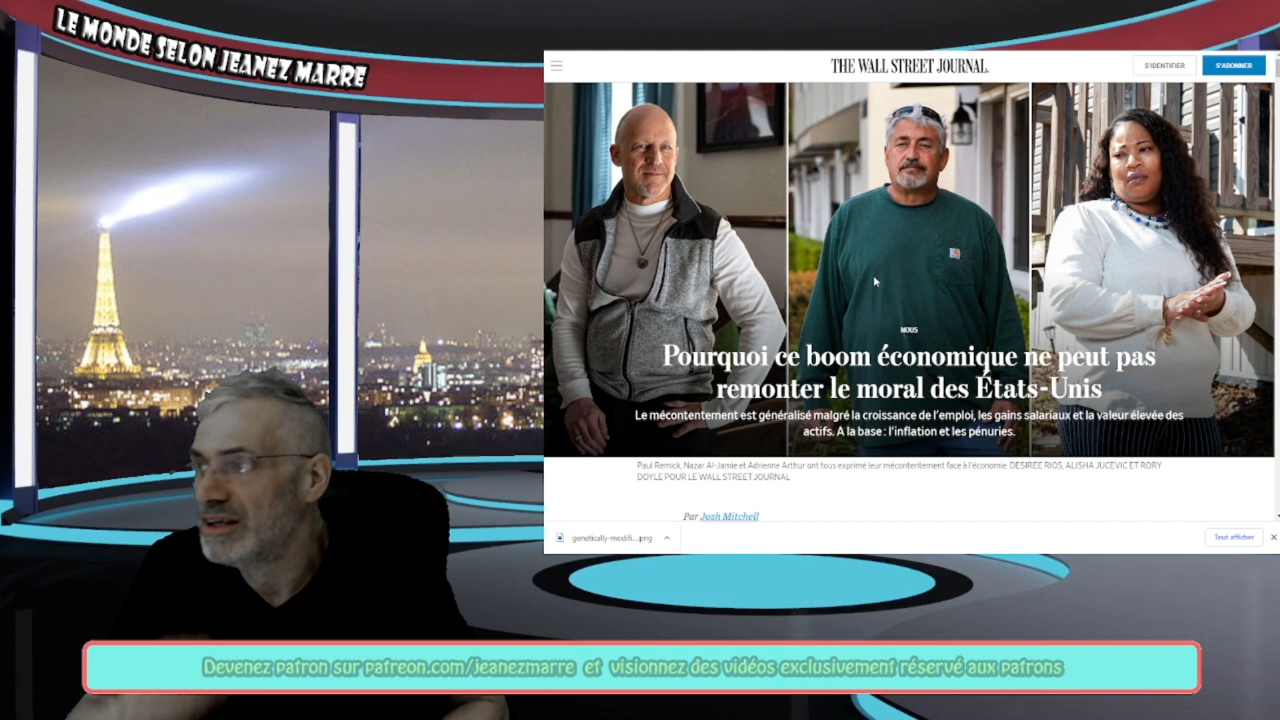 LE MONDE SELON JEANEZ MARRE
THE WALL STREET JOURNAL.
S'IDENTIFIER
S'ABONNER
NOUS
Pourquoi ce boom économique ne peut pas
remonter le moral des États-Unis
Le mécontentement est généralisé malgré la croissance de l'emploi, les gains salariaux et la valeur élevée des
actifs. A la base : l'inflation et les pénuries.
Paul Remick, Nazar Al-Jamie et Adrienne Arthur ont tous exprimé leur mécontentement face à l'économie. DESIREE RIOS, ALISHA JUCEVIC ET RORY
DOYLE POUR LE WALL STREET JOURNAL
Par Josh Mitchell
genetically-modifi....png
Tout afficher
Devenez patron sur patreon.com/jeanezmarre et visionnez des vidéos exclusivement réservé aux patrons